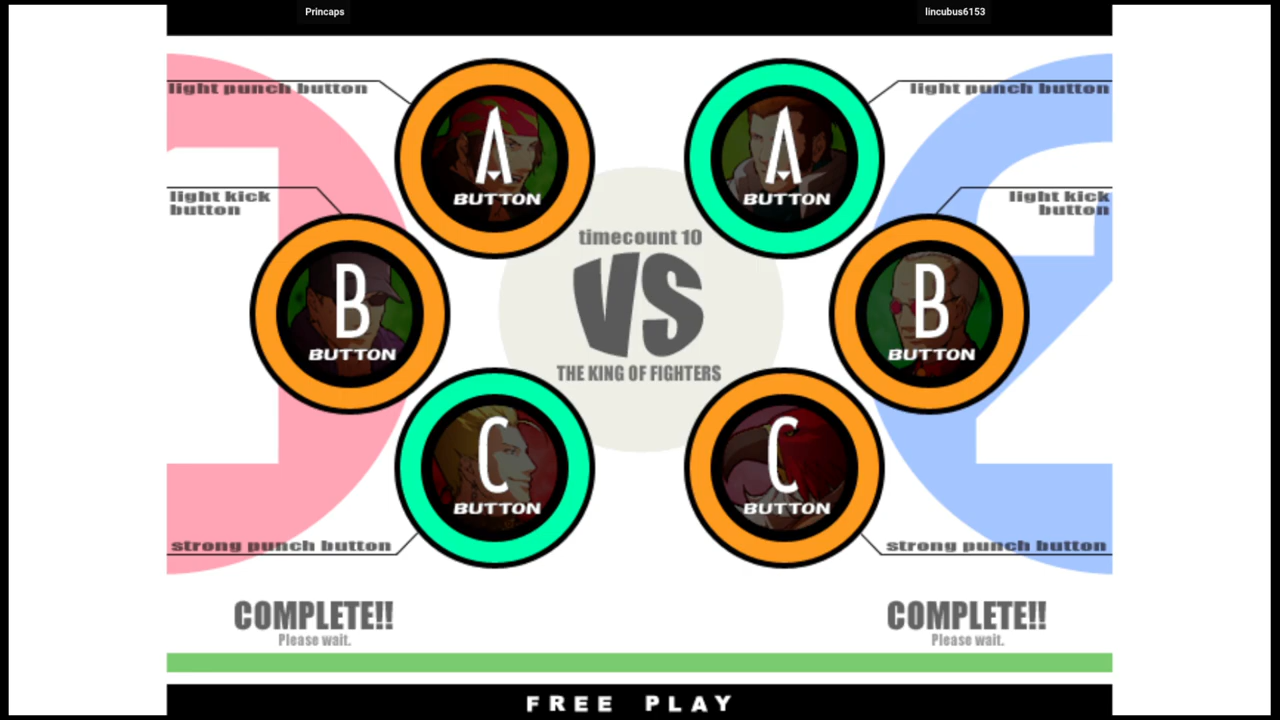 Princaps
lincubus6153
light punch button
A
BUTTON
A
BUTTON
light punch button
light kick
button
light kick
button
timecount 10
VS
THE KING OF FIGHTERS
B
BUTTON
B
BUTTON
C
BUTTON
C
BUTTON
strong punch button
strong punch button
COMPLETE!!
Please wait.
COMPLETE!!
Please wait.
FREE PLAY